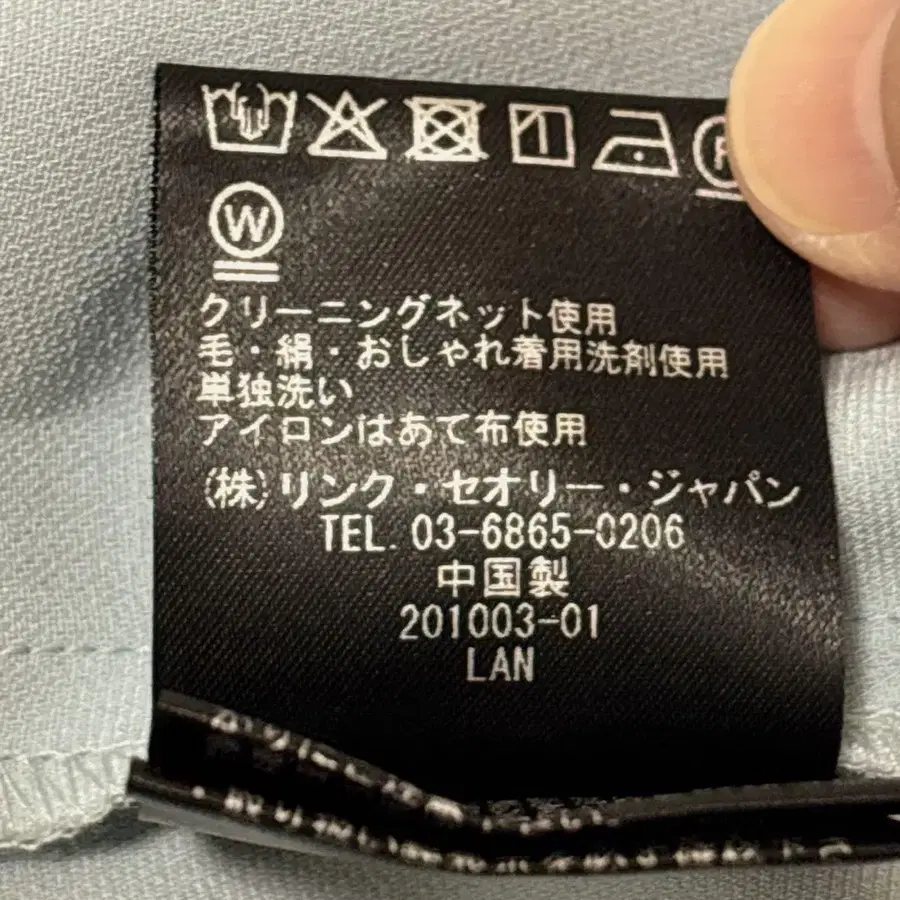 W
クリーニングネット使用
毛・絹・おしゃれ着用洗剤使用
単独洗い
アイロンはあて布使用
(株)リンク・セオリー・ジャパン
TEL. 03-6865-0206
中国製
201003-01
LAN